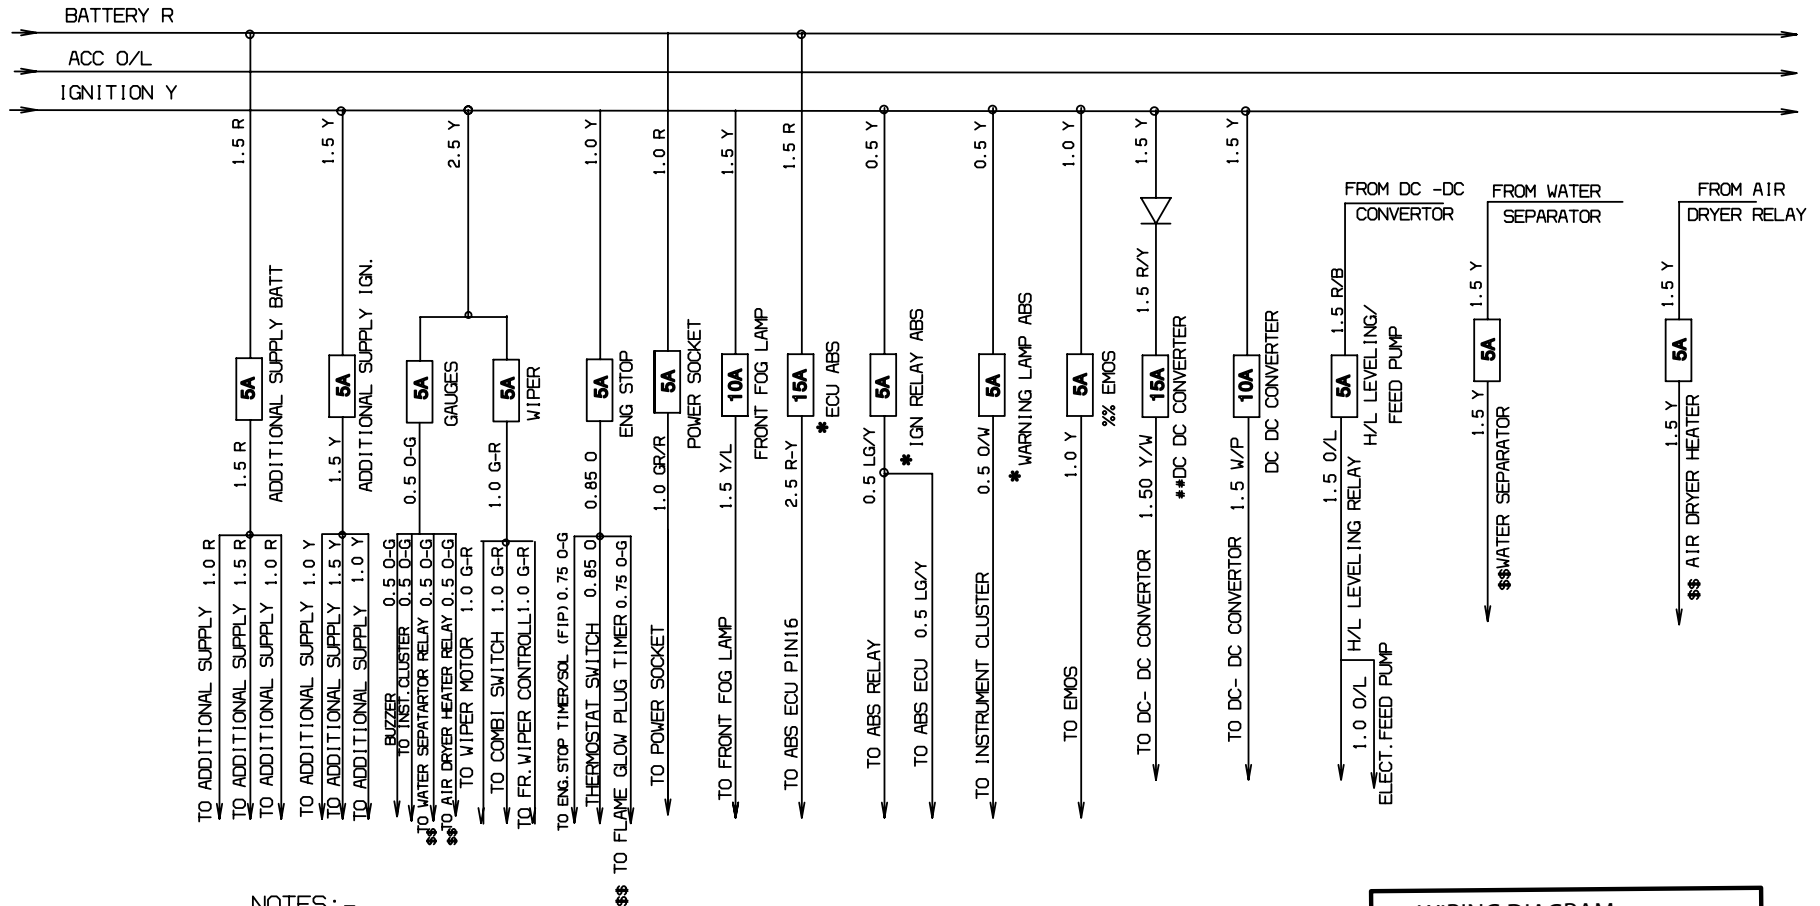 BATTERY R
ACC O/L
IGNITION Y
1.5 R
1.5 Y
2.5 Y
1.0 Y
1.0 R
1.5 Y
1.5 R
0.5 Y
0.5 Y
1.0 Y
1.5 Y
1.5 Y
FROM DC -DC
CONVERTOR
FROM WATER
SEPARATOR
FROM AIR
DRYER RELAY
1.5 R/Y
1.5 R/B
1.5 Y
1.5 Y
5A
ADDITIONAL SUPPLY BATT
5A
ADDITIONAL SUPPLY IGN.
5A
GAUGES
5A
WIPER
5A
ENG STOP
5A
POWER SOCKET
10A
FRONT FOG LAMP
15A
* ECU ABS
5A
* IGN RELAY ABS
5A
* WARNING LAMP ABS
5A
%% EMOS
15A
##DC DC CONVERTER
10A
DC DC CONVERTER
5A
H/L LEVELING/
FEED PUMP
5A
$$WATER SEPARATOR
5A
$$ AIR DRYER HEATER
1.5 R
1.5 Y
0.5 O-G
1.0 G-R
0.85 O
1.0 GR/R
1.5 Y/L
2.5 R-Y
0.5 LG/Y
0.5 O/W
1.0 Y
1.50 Y/W
1.5 W/P
1.5 O/L
1.5 Y
1.5 Y
TO ADDITIONAL SUPPLY 1.0 R
TO ADDITIONAL SUPPLY 1.5 R
TO ADDITIONAL SUPPLY 1.0 R
TO ADDITIONAL SUPPLY 1.0 Y
TO ADDITIONAL SUPPLY 1.5 Y
TO ADDITIONAL SUPPLY 1.0 Y
BUZZER 0.5 O-G
TO INST.CLUSTER 0.5 O-G
$$ TO WATER SEPATARTOR RELAY 0.5 O-G
$$ TO AIR DRYER HEATER RELAY 0.5 O-G
TO WIPER MOTOR 1.0 G-R
TO COMBI SWITCH 1.0 G-R
TO FR.WIPER CONTROLL1.0 G-R
TO ENG.STOP TIMER/SOL (FIP) 0.75 O-G
THERMOSTAT SWITCH 0.85 O
$$ TO FLAME GLOW PLUG TIMER 0.75 O-G
TO POWER SOCKET
TO FRONT FOG LAMP
TO ABS ECU PIN16
TO ABS RELAY
TO ABS ECU 0.5 LG/Y
TO INSTRUMENT CLUSTER
TO EMOS
TO DC- DC CONVERTOR
TO DC- DC CONVERTOR
H/L LEVELING RELAY
1.0 O/L
ELECT.FEED PUMP
NOTES:-
WIRING DIAGRAM